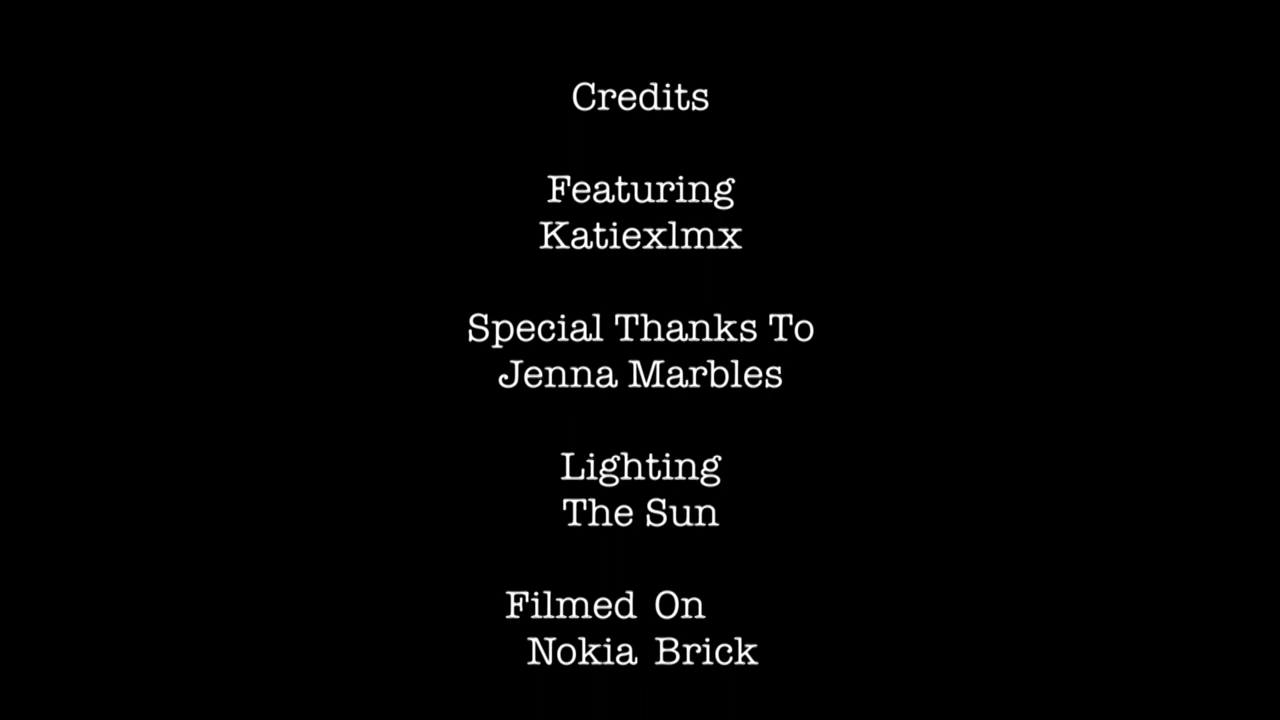 Credits
Featuring
Katiexlmx
Special Thanks To
Jenna Marbles
Lighting
The Sun
Filmed On
Nokia Brick